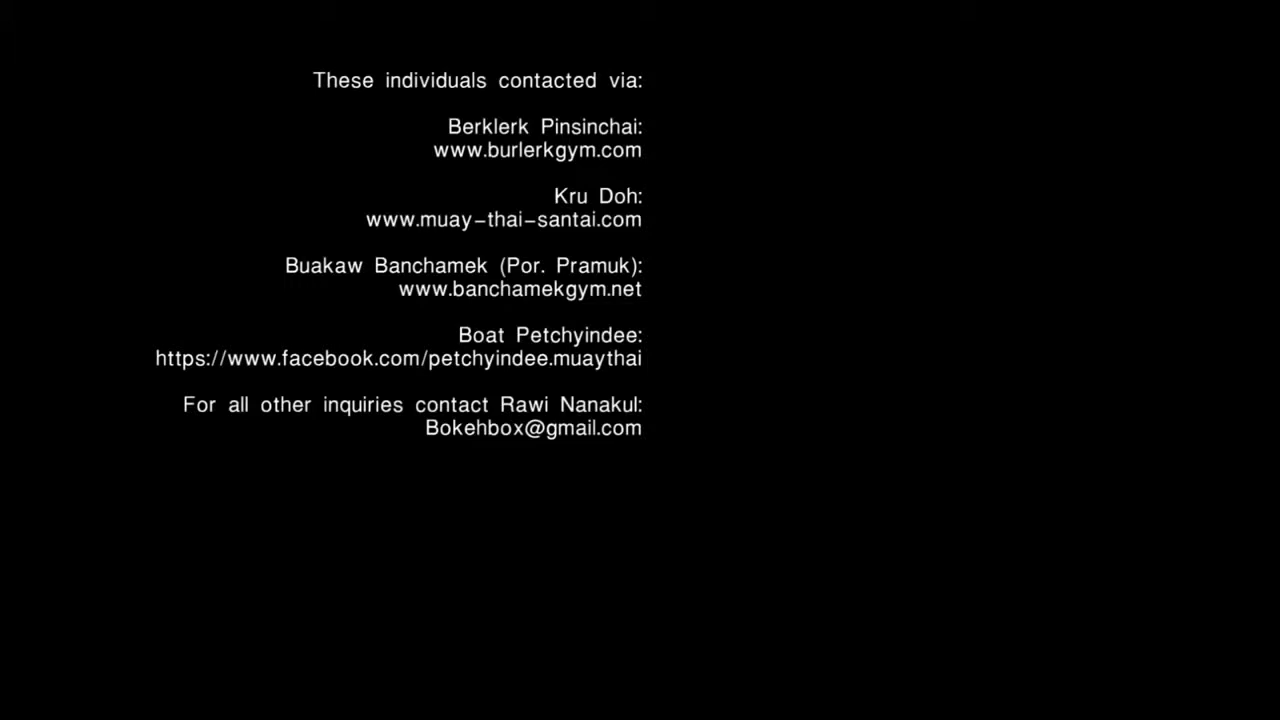 These individuals contacted via:
Berklerk Pinsinchai:
www.burlerkgym.com
Kru Doh:
www.muay-thai-santai.com
Buakaw Banchamek (Por. Pramuk):
www.banchamekgym.net
Boat Petchyindee:
https://www.facebook.com/petchyindee.muaythai
For all other inquiries contact Rawi Nanakul:
Bokehbox@gmail.com